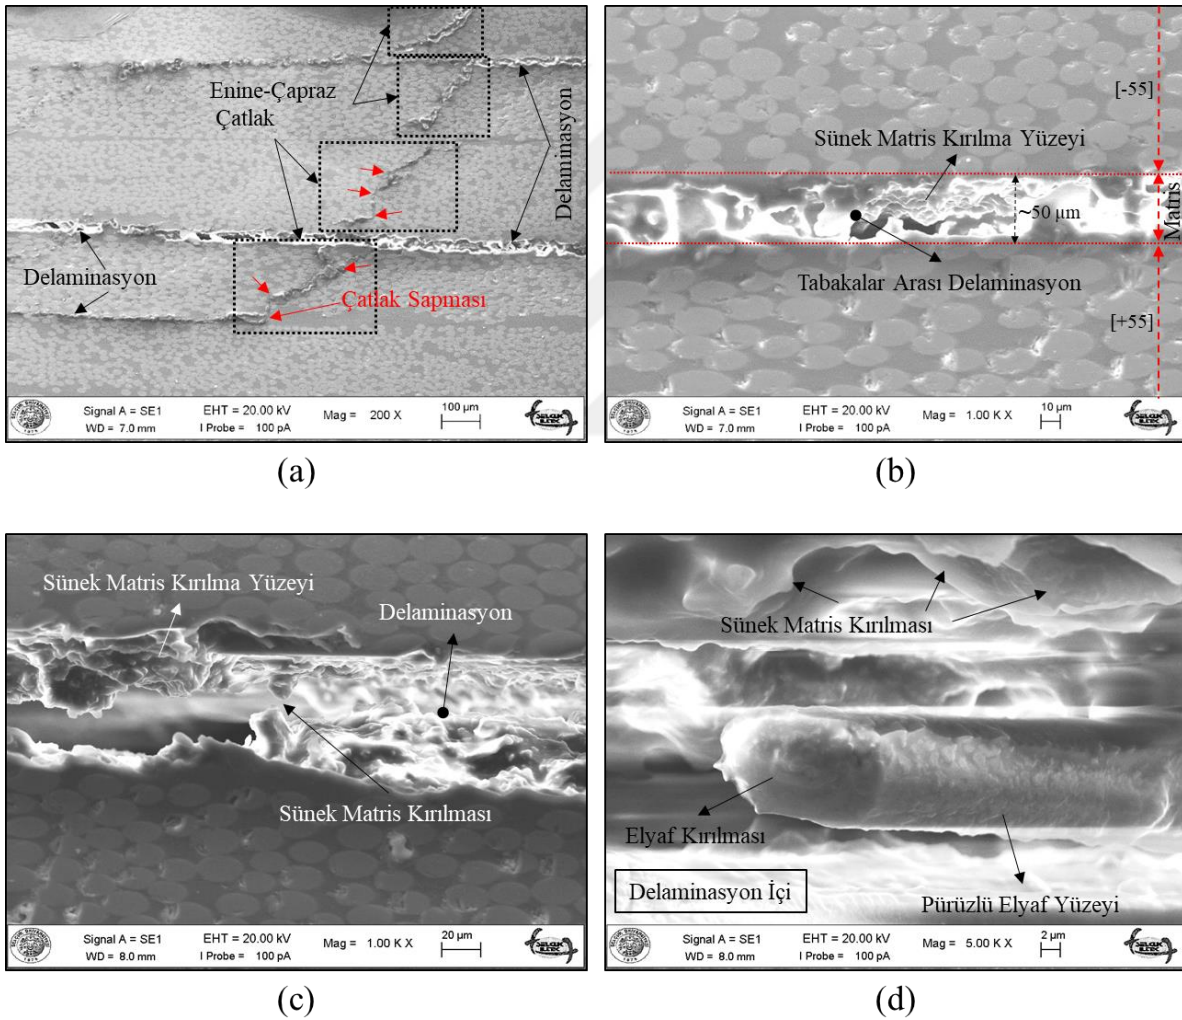 Enine-Çapraz
Çatlak
Delaminasyon
Delaminasyon
Çatlak Sapması
Signal A = SE1
EHT = 20.00 kV
WD = 7.0 mm
I Probe = 100 pA
Mag = 200 X
100 µm
(a)
[-55]
Sünek Matris Kırılma Yüzeyi
~50 µm
Matris
Tabakalar Arası Delaminasyon
[+55]
Signal A = SE1
EHT = 20.00 kV
WD = 7.0 mm
I Probe = 100 pA
Mag = 1.00 K X
10 µm
(b)
Sünek Matris Kırılma Yüzeyi
Delaminasyon
Sünek Matris Kırılması
Signal A = SE1
EHT = 20.00 kV
WD = 8.0 mm
I Probe = 100 pA
Mag = 1.00 K X
20 µm
(c)
Sünek Matris Kırılması
Elyaf Kırılması
Delaminasyon İçi
Pürüzlü Elyaf Yüzeyi
Signal A = SE1
EHT = 20.00 kV
WD = 8.0 mm
I Probe = 100 pA
Mag = 5.00 K X
2 µm
(d)